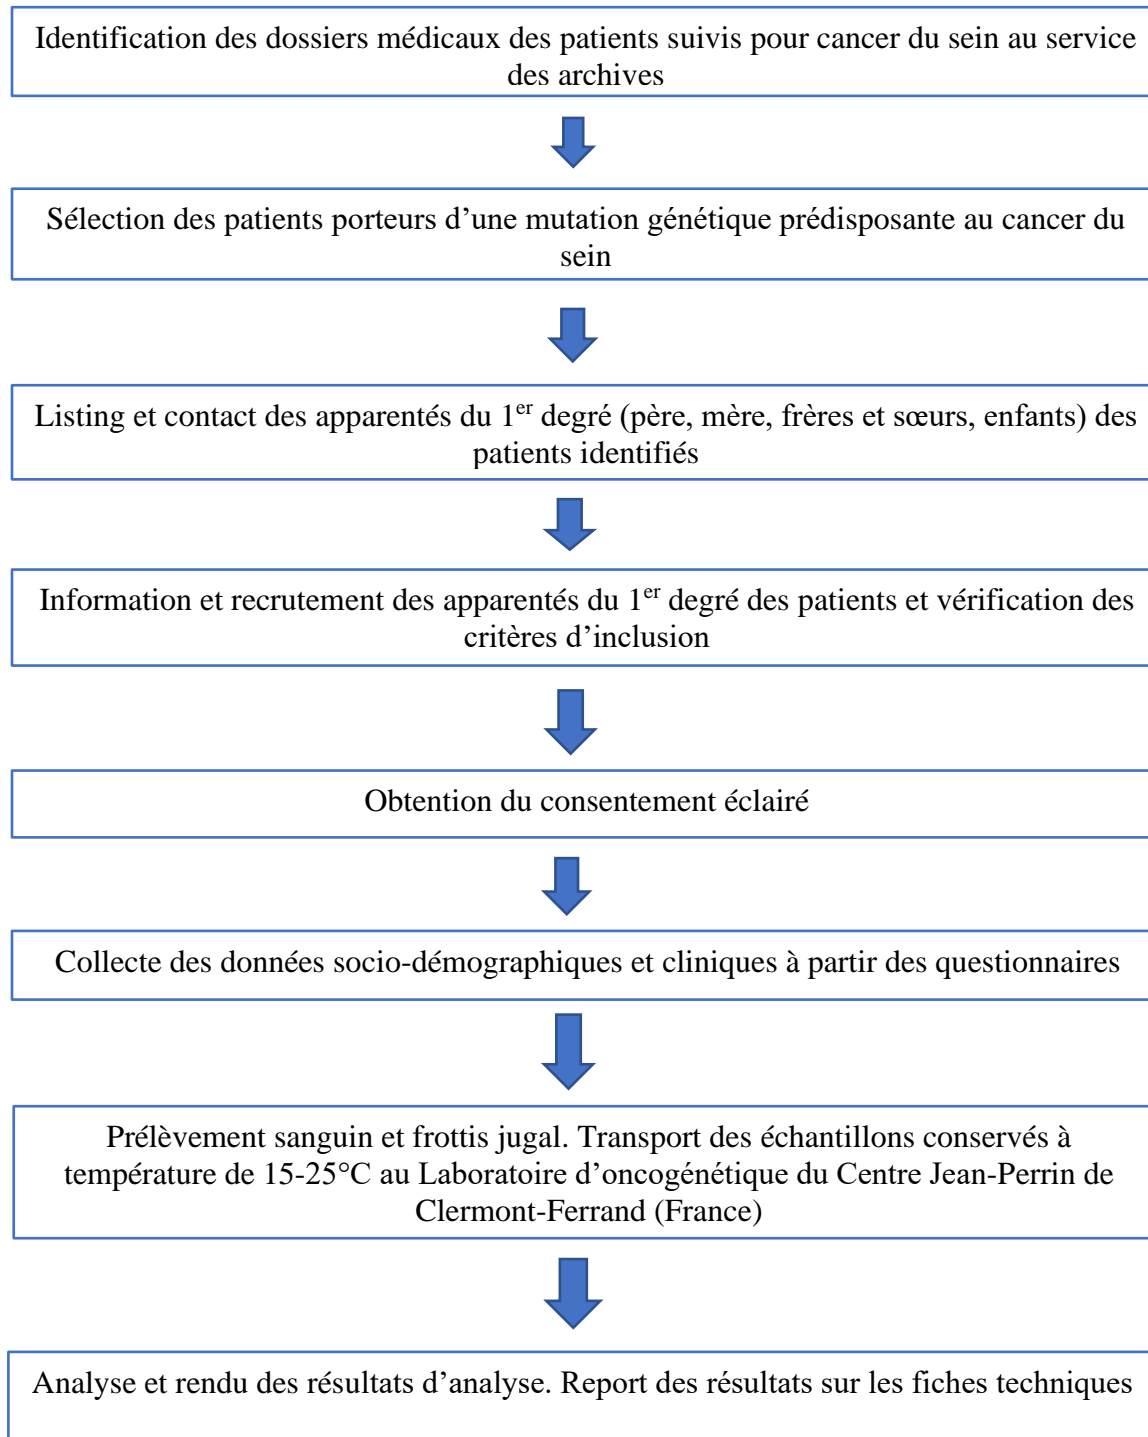 Identification des dossiers médicaux des patients suivis pour cancer du sein au service
des archives
Sélection des patients porteurs d’une mutation génétique prédisposante au cancer du
sein
Listing et contact des apparentés du 1er degré (père, mère, frères et sœurs, enfants) des
patients identifiés
Information et recrutement des apparentés du 1er degré des patients et vérification des
critères d’inclusion
Obtention du consentement éclairé
Collecte des données socio-démographiques et cliniques à partir des questionnaires
Prélèvement sanguin et frottis jugal. Transport des échantillons conservés à
température de 15-25°C au Laboratoire d’oncogénétique du Centre Jean-Perrin de
Clermont-Ferrand (France)
Analyse et rendu des résultats d’analyse. Report des résultats sur les fiches techniques